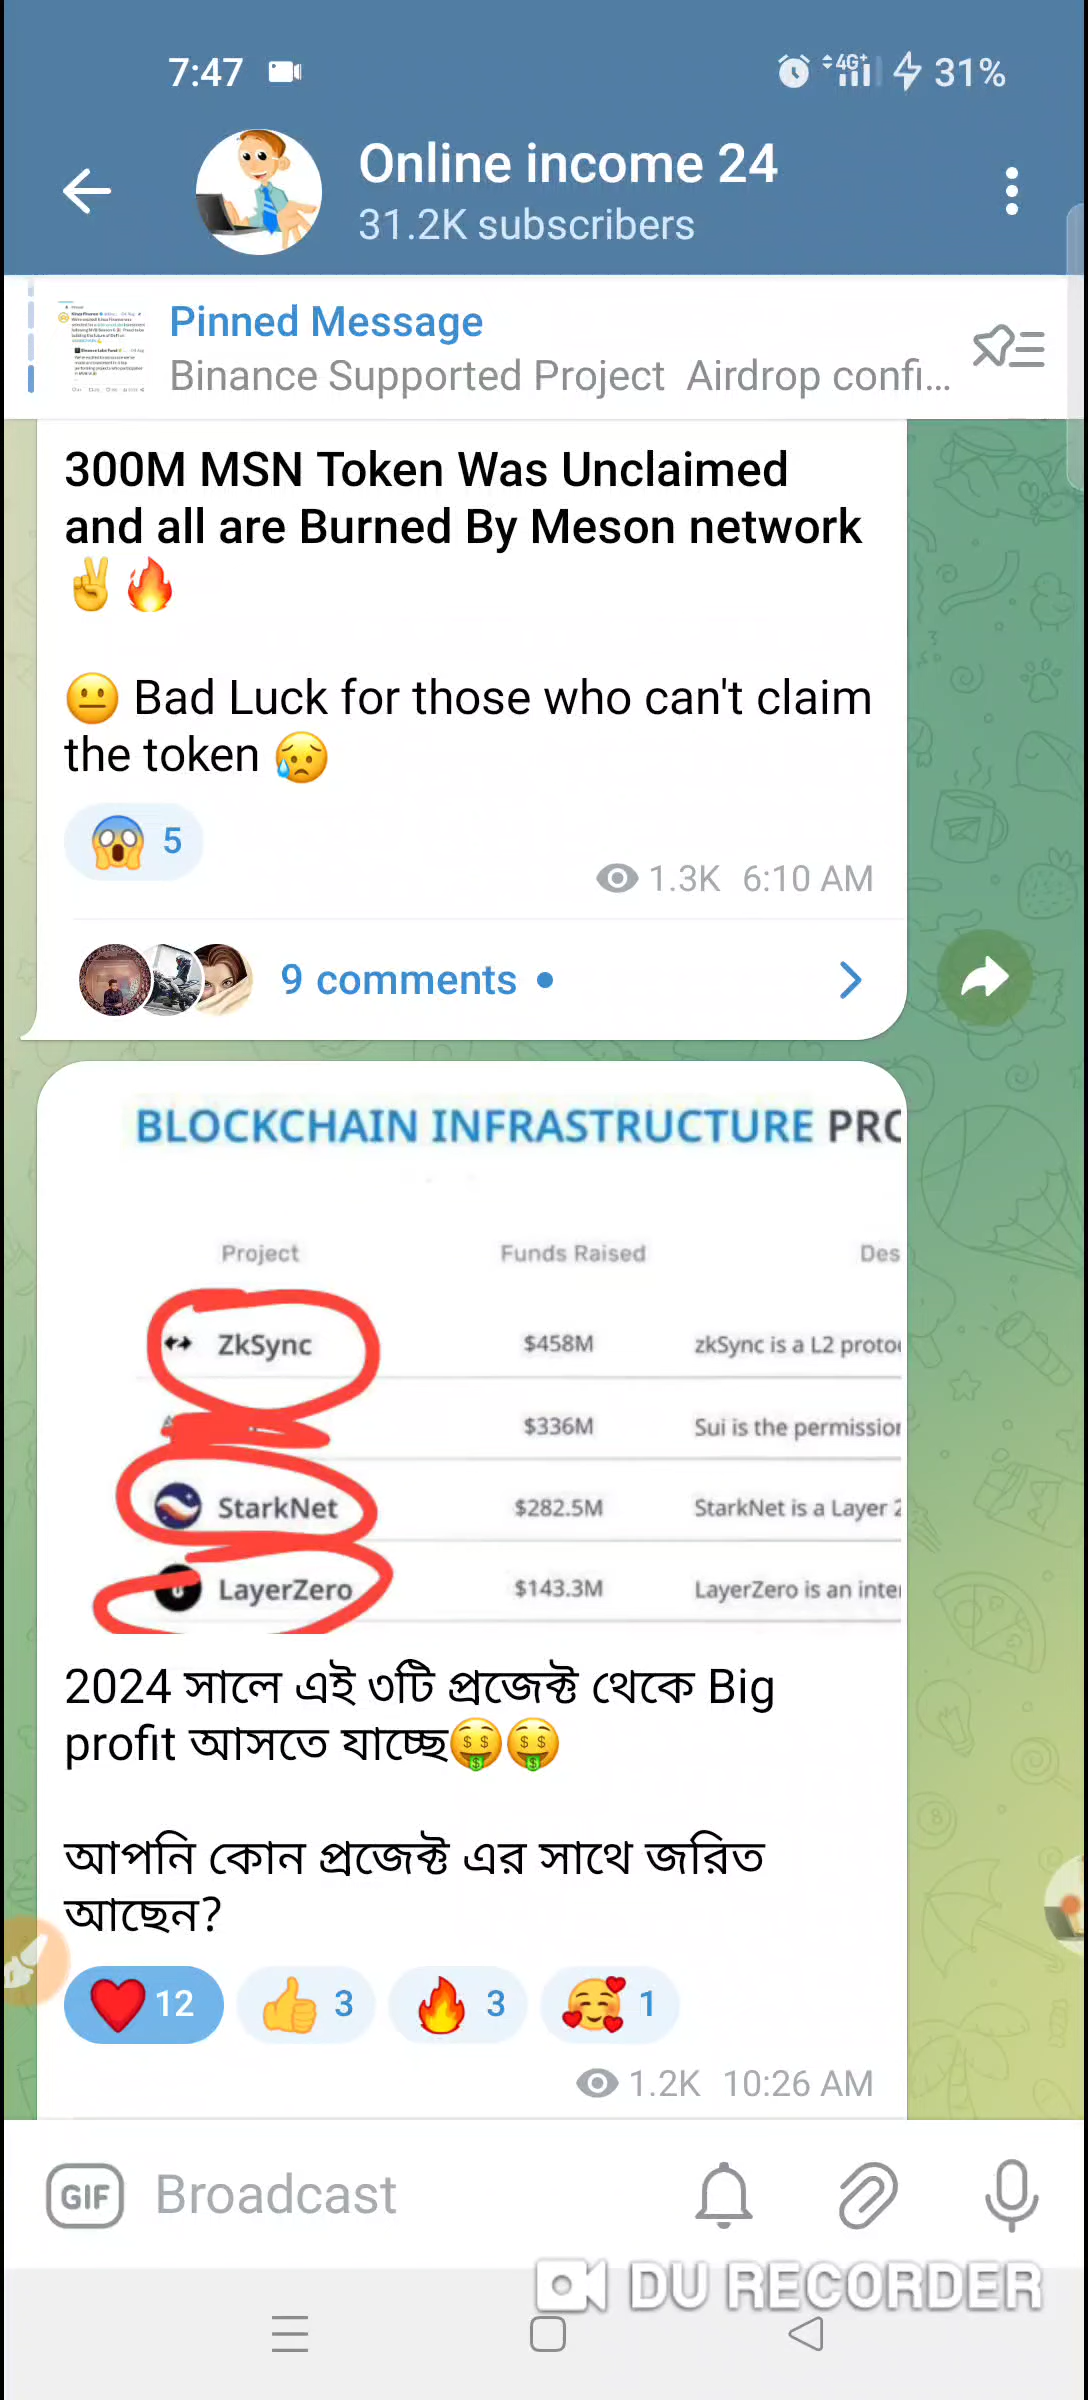 7:47 4G+ 31%
Online income 24
31.2K subscribers
Pinned Message
Binance Supported Project Airdrop confi...
300M MSN Token Was Unclaimed
and all are Burned By Meson network
✌️🔥
😐 Bad Luck for those who can't claim
the token 😥
😱 5
1.3K 6:10 AM
9 comments
BLOCKCHAIN INFRASTRUCTURE PRO
Project Funds Raised Des
ZkSync $458M zkSync is a L2 proto
$336M Sui is the permission
StarkNet $282.5M StarkNet is a Layer 2
LayerZero $143.3M LayerZero is an inter
2024 সালে এই ৩টি প্রজেক্ট থেকে Big
profit আসতে যাচ্ছে🤑🤑
আপনি কোন প্রজেক্ট এর সাথে জরিত
আছেন?
❤️ 12 👍 3 🔥 3 🥰 1
1.2K 10:26 AM
GIF Broadcast
DU RECORDER